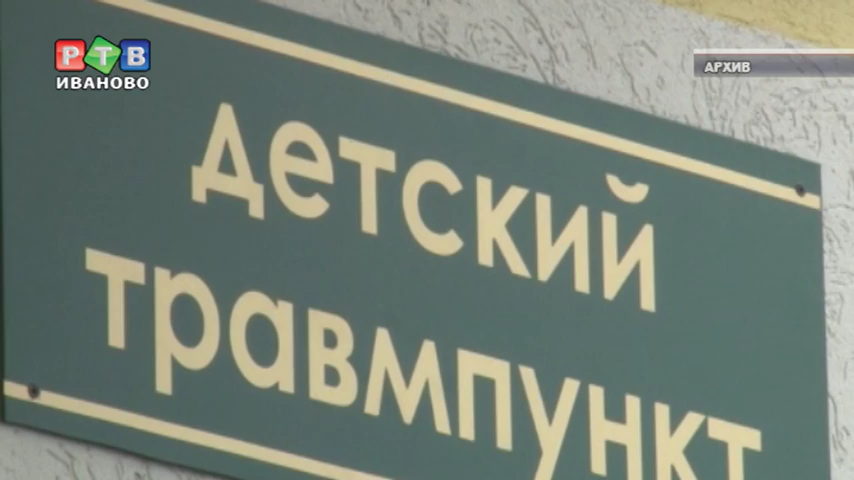 РТВ
ИВАНОВО
АРХИВ
детский
травмпункт